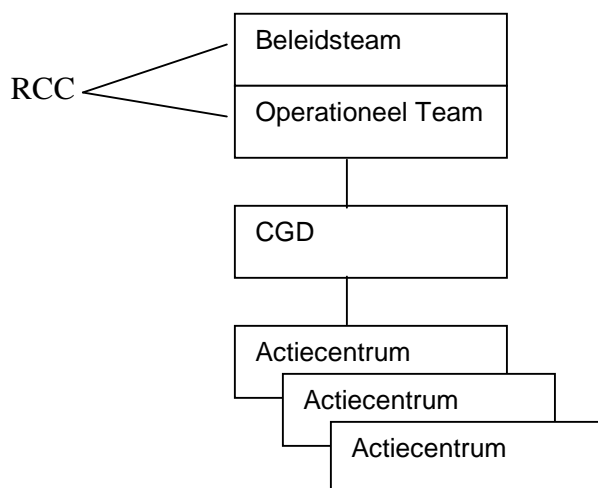 Beleidsteam
RCC
Operationeel Team
CGD
Actiecentrum
Actiecentrum
Actiecentrum